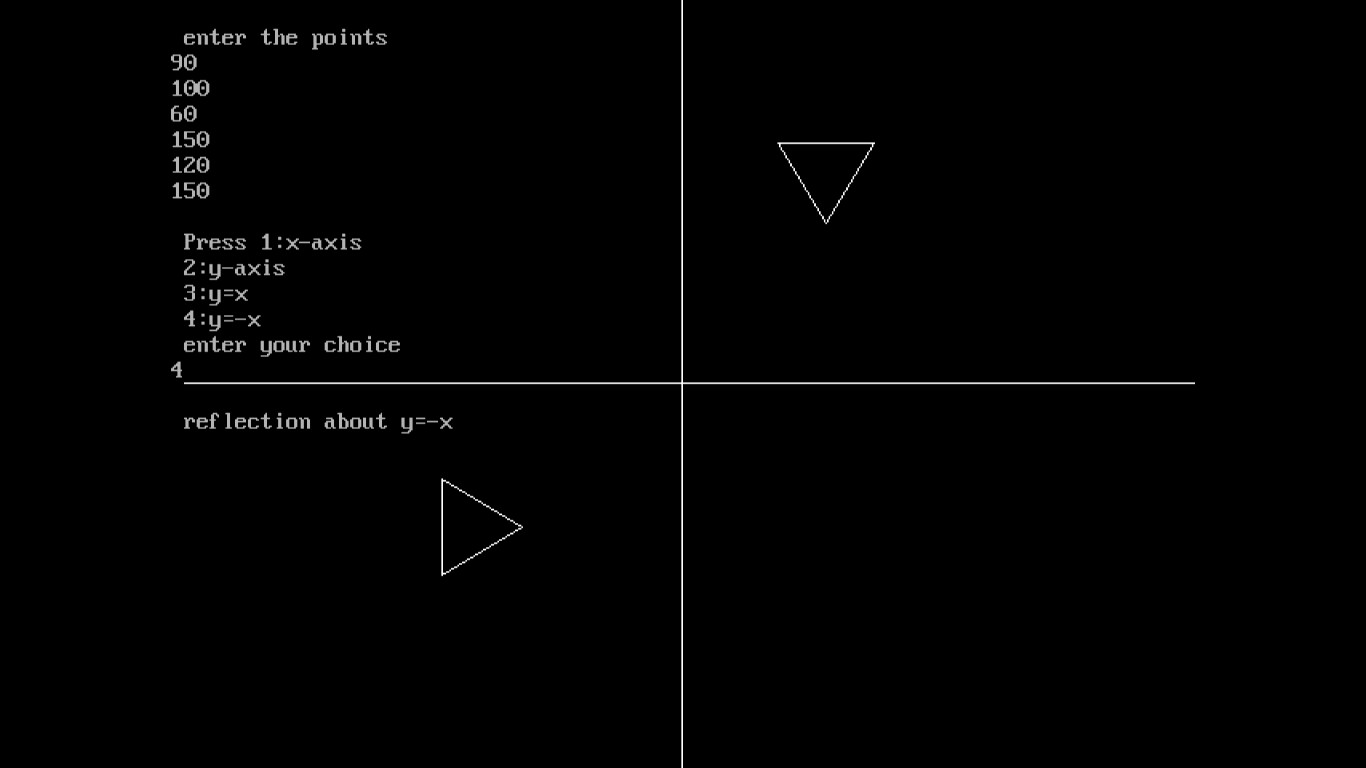 enter the points
90
100
60
150
120
150
Press 1:x-axis
2:y-axis
3:y=x
4:y=-x
enter your choice
4
reflection about y=-x